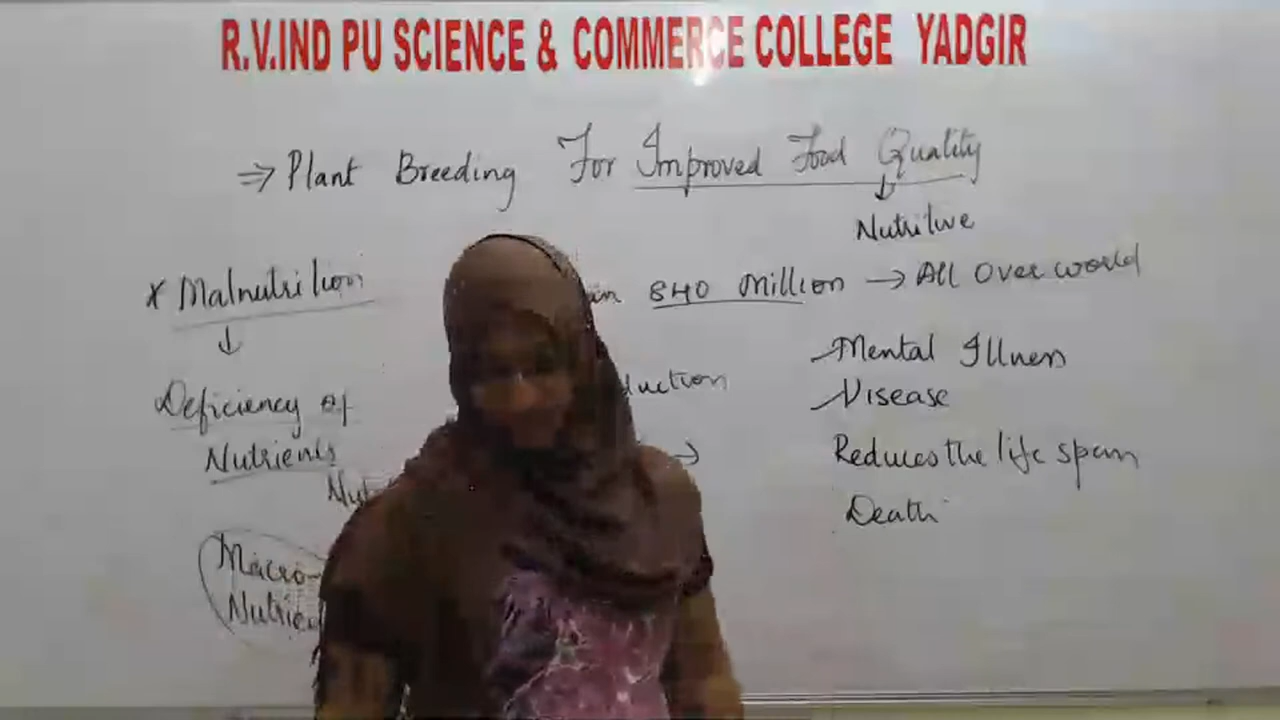 R.V.IND PU SCIENCE & COMMERCE COLLEGE YADGIR
⇒ Plant Breeding For Improved Food Quality
↓
Nutritive
* Malnutrition
840 Million → All Over world
↓
Deficiency of
Nutrients
Mental Illness
Disease
Reduces the life span
Death
Macro-